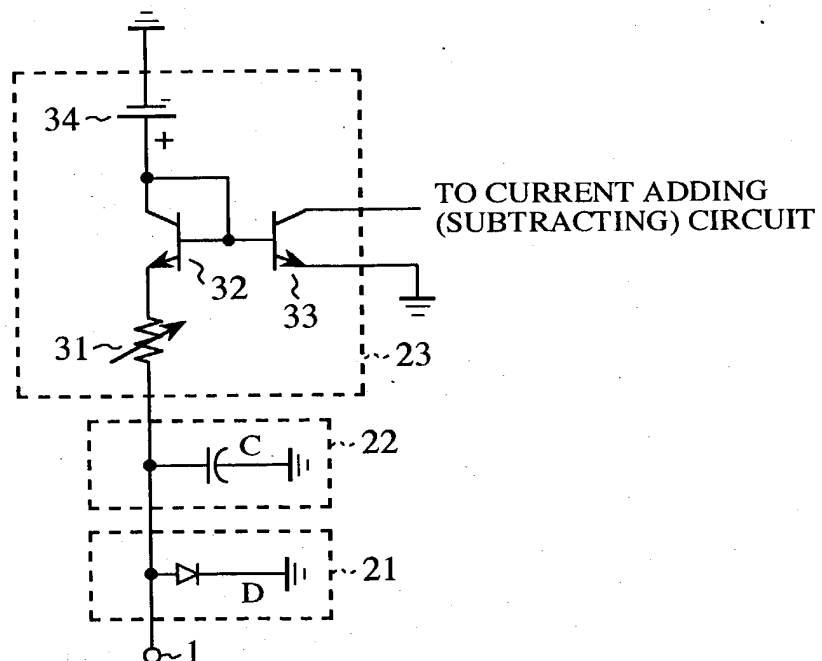 34
-
+
TO CURRENT ADDING
(SUBTRACTING) CIRCUIT
32
33
31
23
C
22
D
21
1